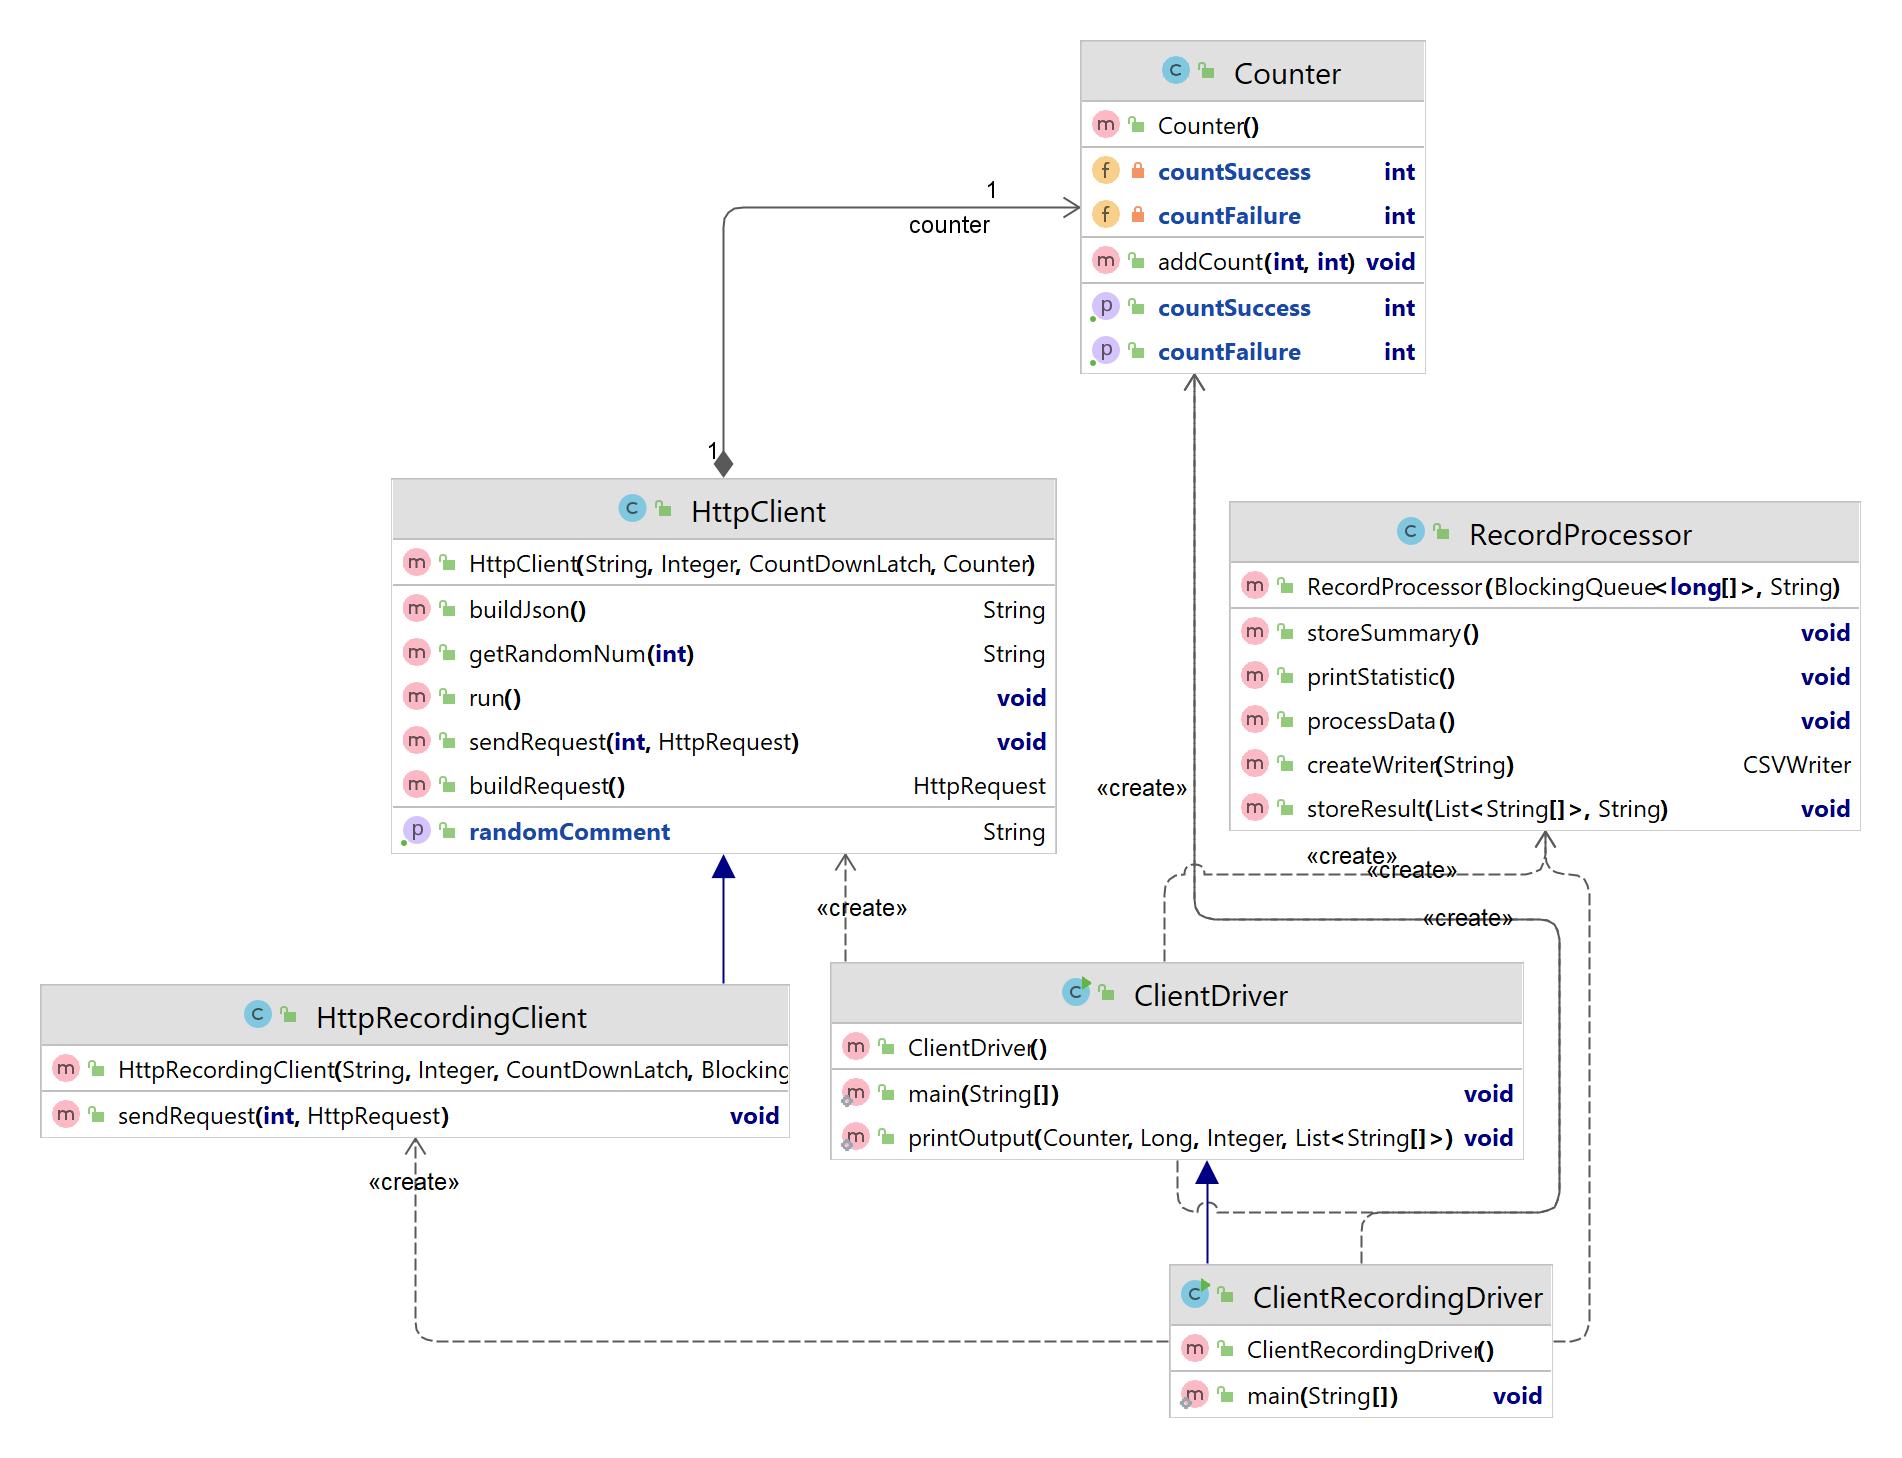 Counter
Counter()
countSuccess int
countFailure int
addCount(int, int) void
countSuccess int
countFailure int
1
counter
1
HttpClient
HttpClient(String, Integer, CountDownLatch, Counter)
buildJson() String
getRandomNum(int) String
run() void
sendRequest(int, HttpRequest) void
buildRequest() HttpRequest
randomComment String
RecordProcessor
RecordProcessor(BlockingQueue<long[]>, String)
storeSummary() void
printStatistic() void
processData() void
createWriter(String) CSVWriter
storeResult(List<String[]>, String) void
«create»
«create»
«create»
«create»
«create»
HttpRecordingClient
HttpRecordingClient(String, Integer, CountDownLatch, Blocking
sendRequest(int, HttpRequest) void
ClientDriver
ClientDriver()
main(String[]) void
printOutput(Counter, Long, Integer, List<String[]>) void
«create»
ClientRecordingDriver
ClientRecordingDriver()
main(String[]) void